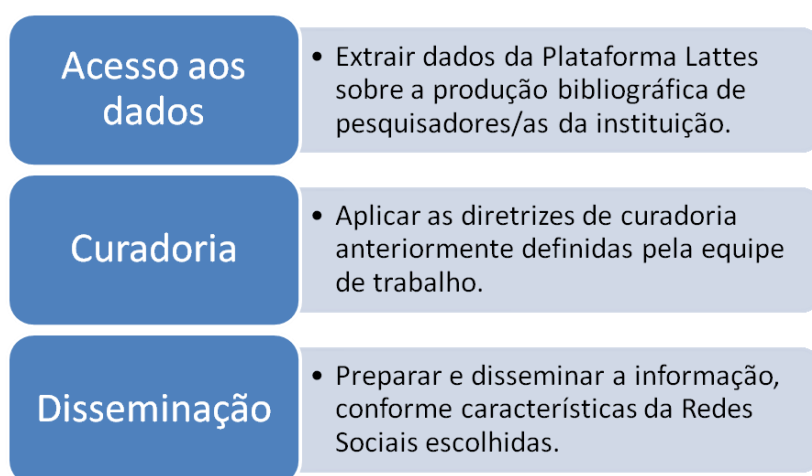 Acesso aos
dados
• Extrair dados da Plataforma Lattes
sobre a produção bibliográfica de
pesquisadores/as da instituição.
Curadoria
• Aplicar as diretrizes de curadoria
anteriormente definidas pela equipe
de trabalho.
Disseminação
• Preparar e disseminar a informação,
conforme características da Redes
Sociais escolhidas.